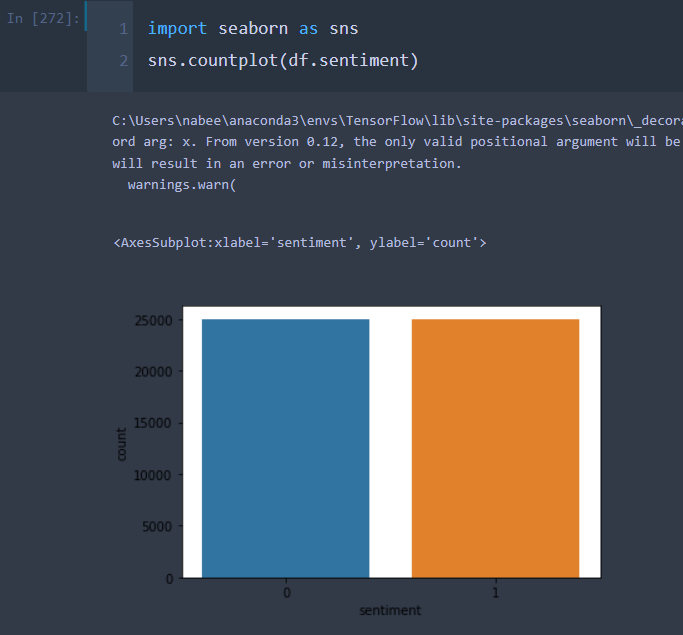 In [272]:
1 import seaborn as sns
2 sns.countplot(df.sentiment)
C:\Users\nabee\anaconda3\envs\TensorFlow\lib\site-packages\seaborn\_decora
ord arg: x. From version 0.12, the only valid positional argument will be
will result in an error or misinterpretation.
warnings.warn(
<AxesSubplot:xlabel='sentiment', ylabel='count'>
25000
20000
15000
10000
5000
0
count
0 1
sentiment